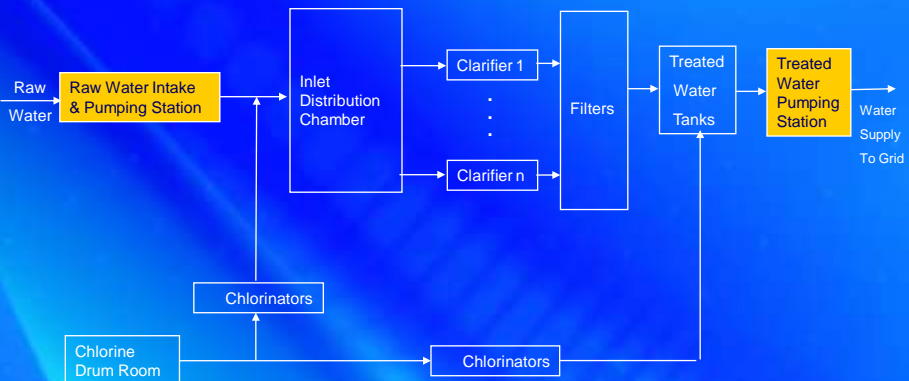 Raw
Water
Raw Water Intake
& Pumping Station
Inlet
Distribution
Chamber
Clarifier 1
.
.
.
Clarifier n
Filters
Treated
Water
Tanks
Treated
Water
Pumping
Station
Water
Supply
To Grid
Chlorinators
Chlorine
Drum Room
Chlorinators